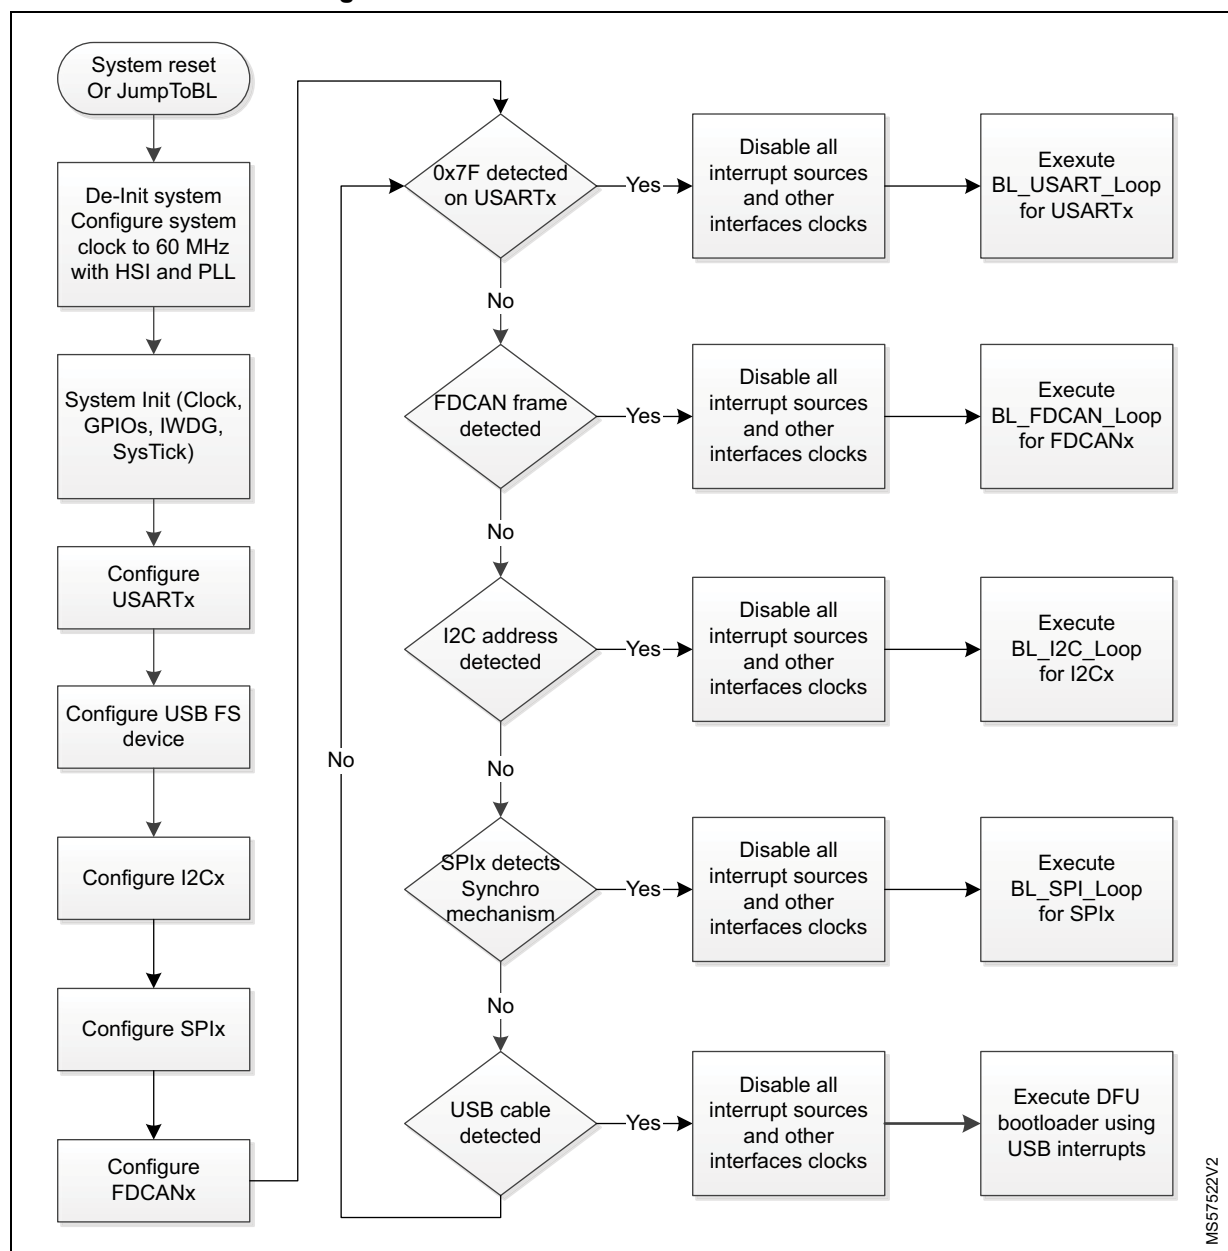 System reset
Or JumpToBL
De-Init system
Configure system
clock to 60 MHz
with HSI and PLL
System Init (Clock,
GPIOs, IWDG,
SysTick)
Configure
USARTx
Configure USB FS
device
Configure I2Cx
Configure SPIx
Configure
FDCANx
0x7F detected
on USARTx
Yes
Disable all
interrupt sources
and other
interfaces clocks
Exexute
BL_USART_Loop
for USARTx
No
FDCAN frame
detected
Yes
Disable all
interrupt sources
and other
interfaces clocks
Execute
BL_FDCAN_Loop
for FDCANx
No
I2C address
detected
Yes
Disable all
interrupt sources
and other
interfaces clocks
Execute
BL_I2C_Loop
for I2Cx
No
No
SPIx detects
Synchro
mechanism
Yes
Disable all
interrupt sources
and other
interfaces clocks
Execute
BL_SPI_Loop
for SPIx
No
USB cable
detected
Yes
Disable all
interrupt sources
and other
interfaces clocks
Execute DFU
bootloader using
USB interrupts
MS57522V2